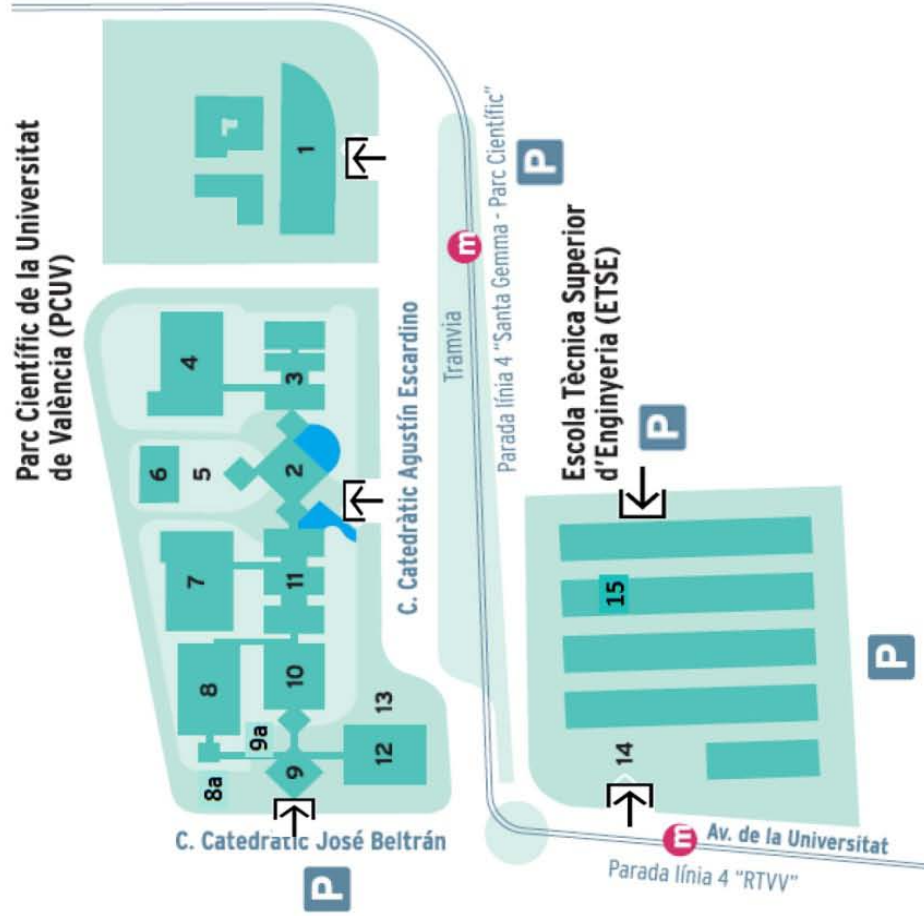 Parc Científic de la Universitat
de València (PCUV)
1
4
3
6
5
2
7
11
8
10
9a
8a
9
13
12
C. Catedràtic Agustín Escardino
C. Catedràtic José Beltrán
P
Tramvia
m
Parada línia 4 "Santa Gemma - Parc Científic"
P
Escola Tècnica Superior
d'Enginyeria (ETSE)
P
15
14
P
m
Av. de la Universitat
Parada línia 4 "RTVV"